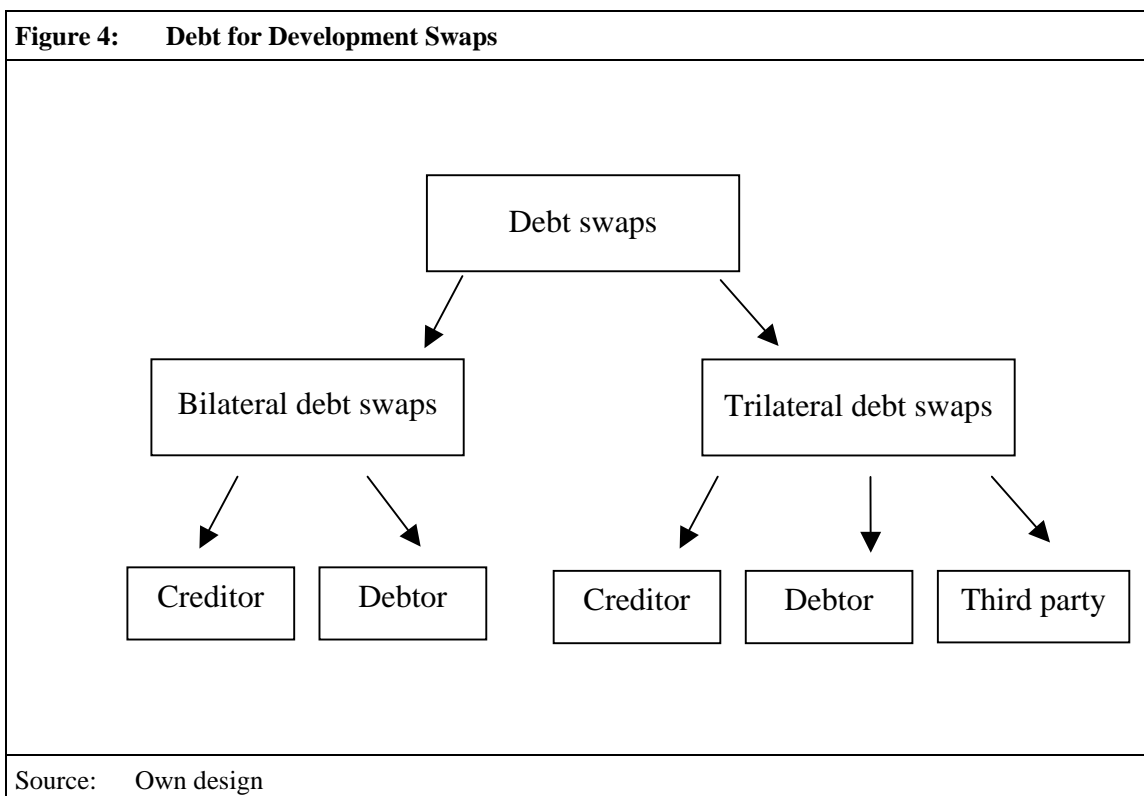 Figure 4: Debt for Development Swaps
Debt swaps
Bilateral debt swaps
Trilateral debt swaps
Creditor
Debtor
Creditor
Debtor
Third party
Source: Own design